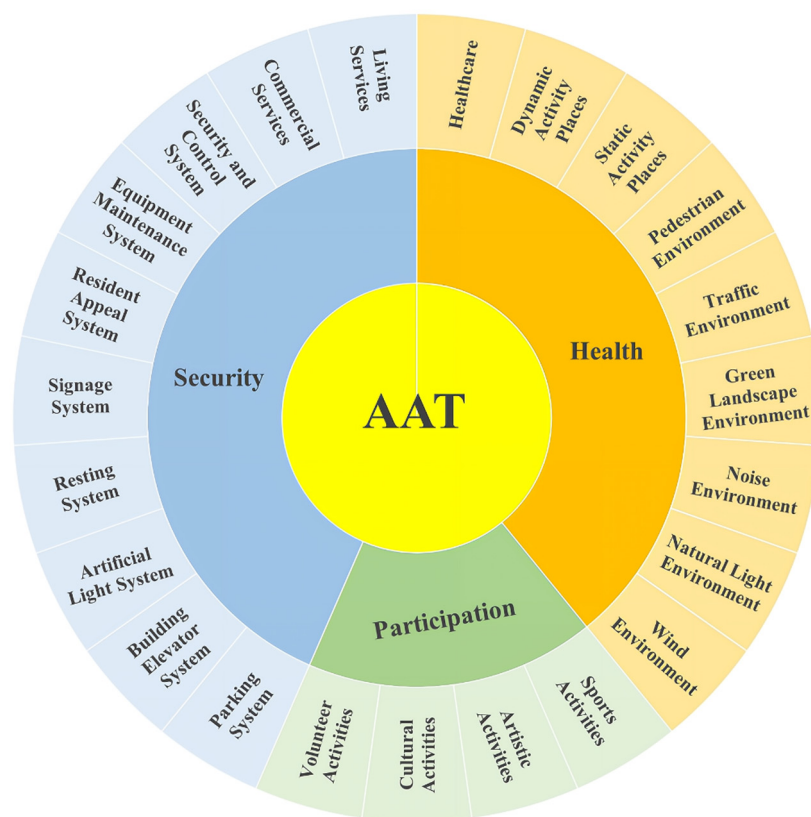 AAT
Health
Healthcare
Dynamic
Activity
Places
Static
Activity
Places
Pedestrian
Environment
Traffic
Environment
Green
Landscape
Environment
Noise
Environment
Natural Light
Environment
Wind
Environment
Participation
Sports
Activities
Artistic
Activities
Cultural
Activities
Volunteer
Activities
Security
Parking
System
Building
Elevator
System
Artificial
Light System
Resting
System
Signage
System
Resident
Appeal
System
Equipment
Maintenance
System
Security and
Control
System
Commercial
Services
Living
Services